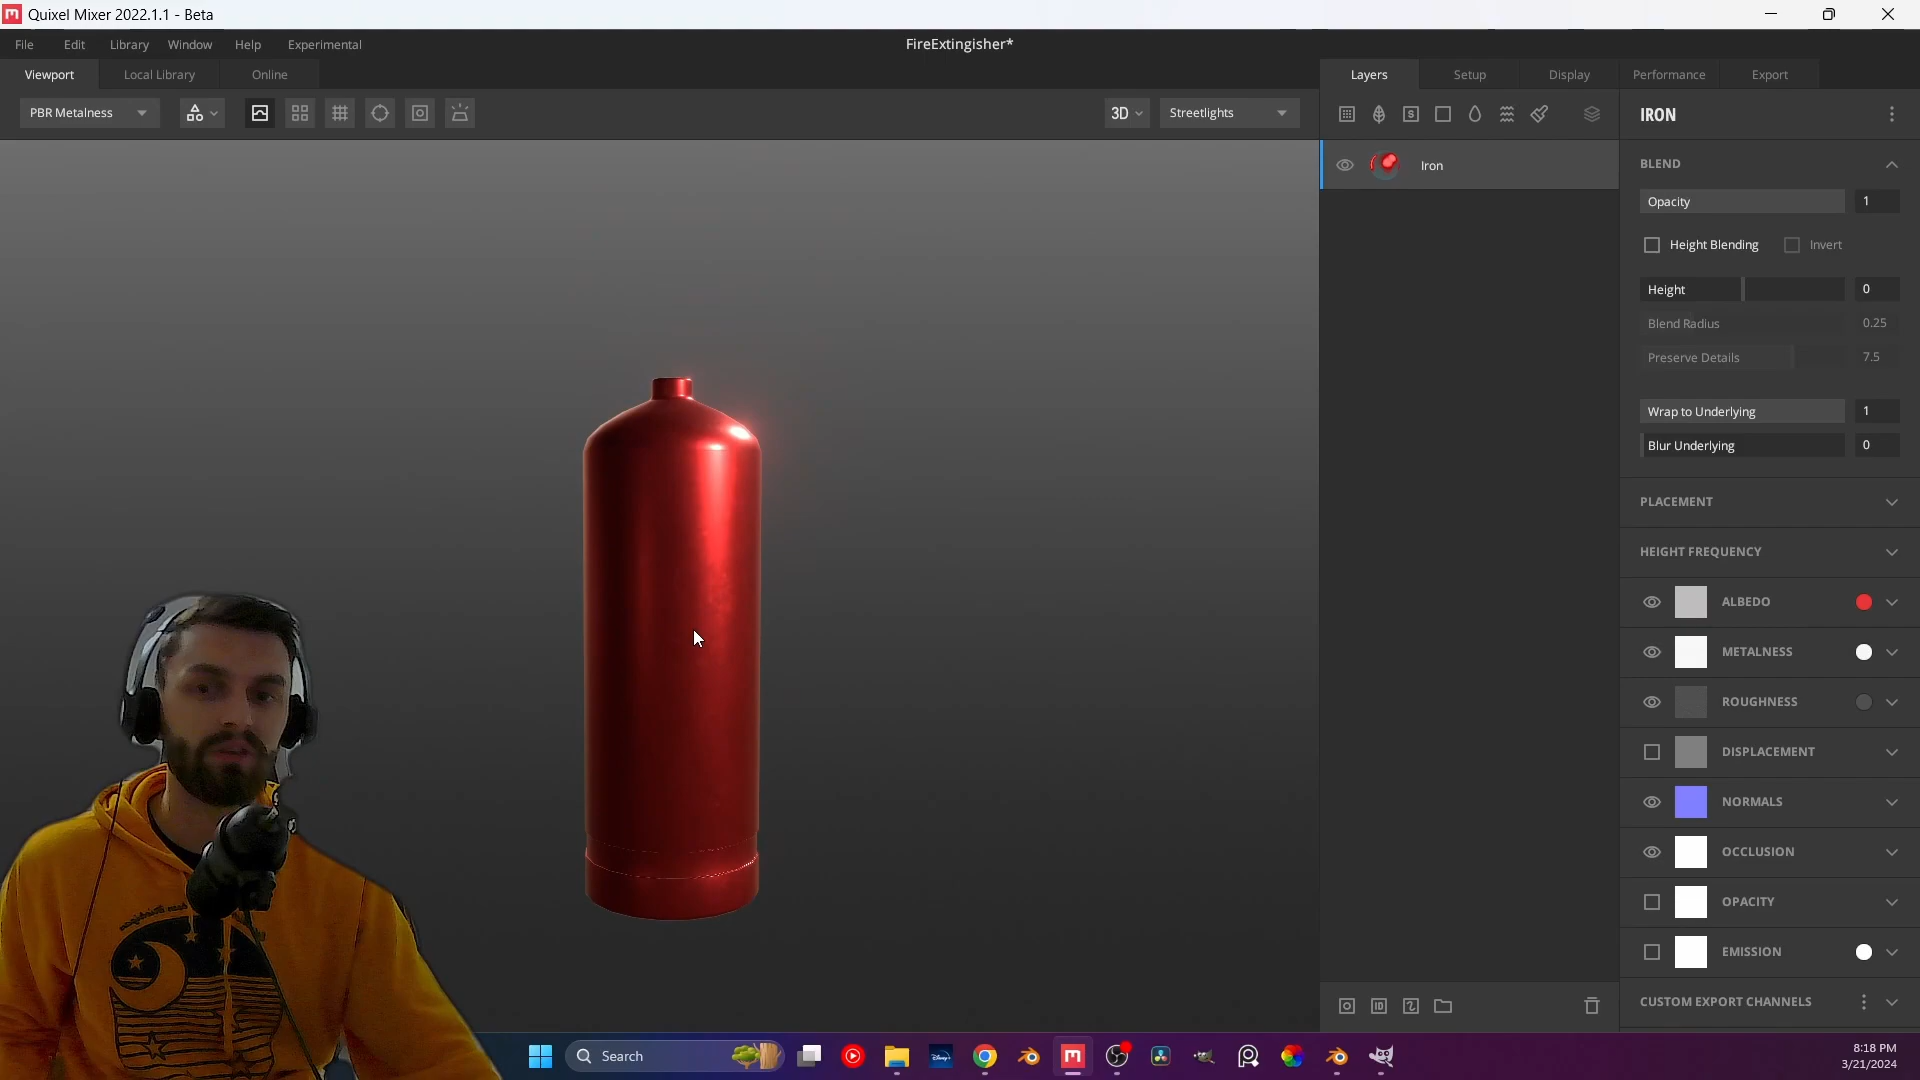 Quixel Mixer 2022.1.1 - Beta
File Edit Library Window Help Experimental
FireExtingisher*
Viewport Local Library Online
Layers Setup Display Performance Export
PBR Metalness
3D Streetlights
IRON
Iron
BLEND
Opacity 1
Height Blending Invert
Height 0
Blend Radius 0.25
Preserve Details 7.5
Wrap to Underlying 1
Blur Underlying 0
PLACEMENT
HEIGHT FREQUENCY
ALBEDO
METALNESS
ROUGHNESS
DISPLACEMENT
NORMALS
OCCLUSION
OPACITY
EMISSION
CUSTOM EXPORT CHANNELS
Search
8:18 PM
3/21/2024